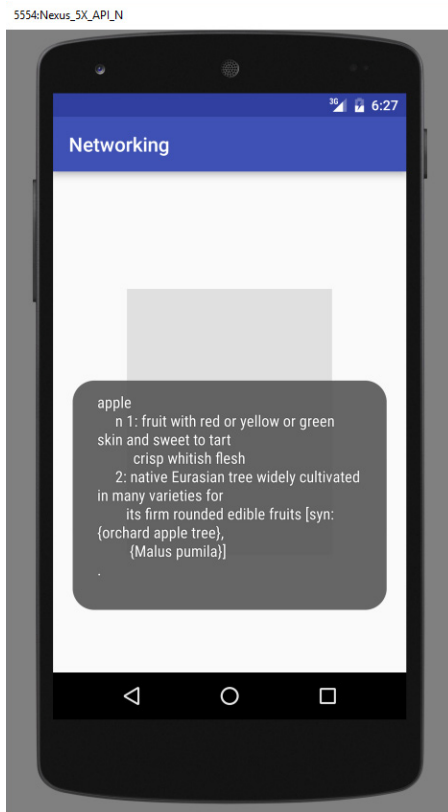 5554:Nexus_5X_API_N
3G 6:27
Networking
apple
n 1: fruit with red or yellow or green
skin and sweet to tart
crisp whitish flesh
2: native Eurasian tree widely cultivated
in many varieties for
its firm rounded edible fruits [syn:
{orchard apple tree},
{Malus pumila}]
.